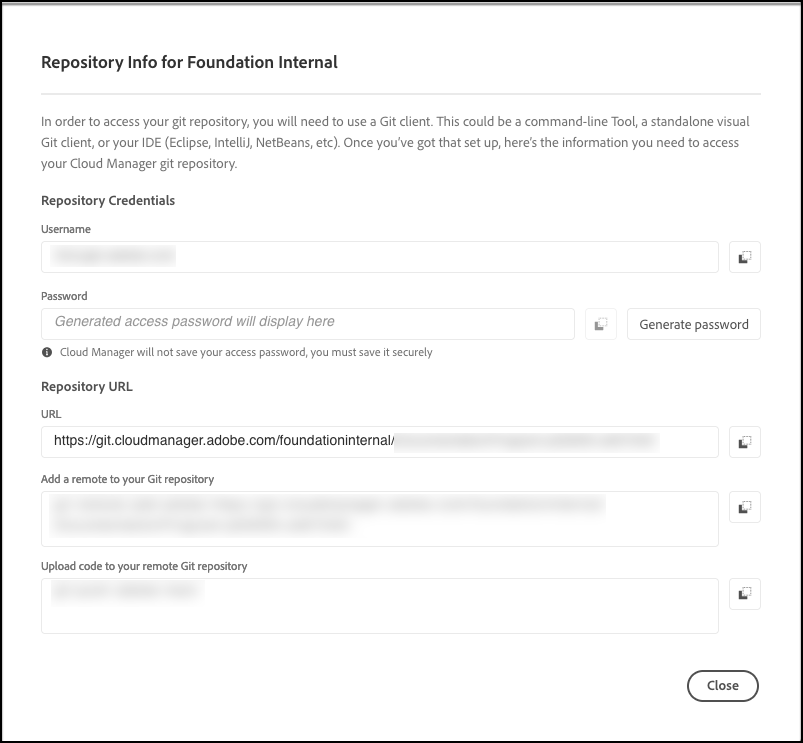 Repository Info for Foundation Internal
In order to access your git repository, you will need to use a Git client. This could be a command-line Tool, a standalone visual
Git client, or your IDE (Eclipse, IntelliJ, NetBeans, etc). Once you've got that set up, here's the information you need to access
your Cloud Manager git repository.
Repository Credentials
Username
Password
Generated access password will display here
Generate password
Cloud Manager will not save your access password, you must save it securely
Repository URL
URL
https://git.cloudmanager.adobe.com/foundationinternal/
Add a remote to your Git repository
Upload code to your remote Git repository
Close